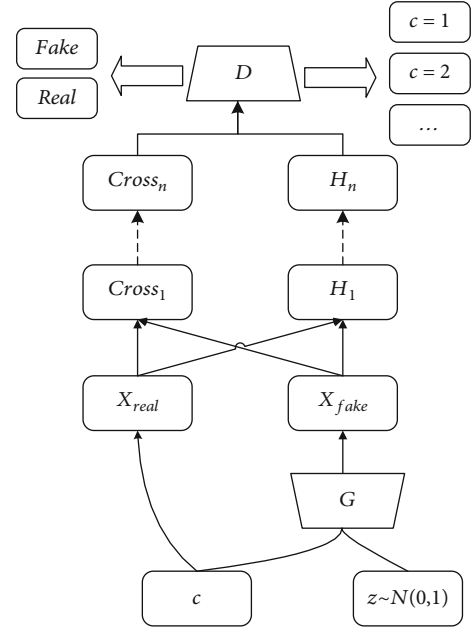 Fake
Real
D
c = 1
c = 2
...
Cross_n
H_n
Cross_1
H_1
X_real
X_fake
G
c
z~N(0,1)